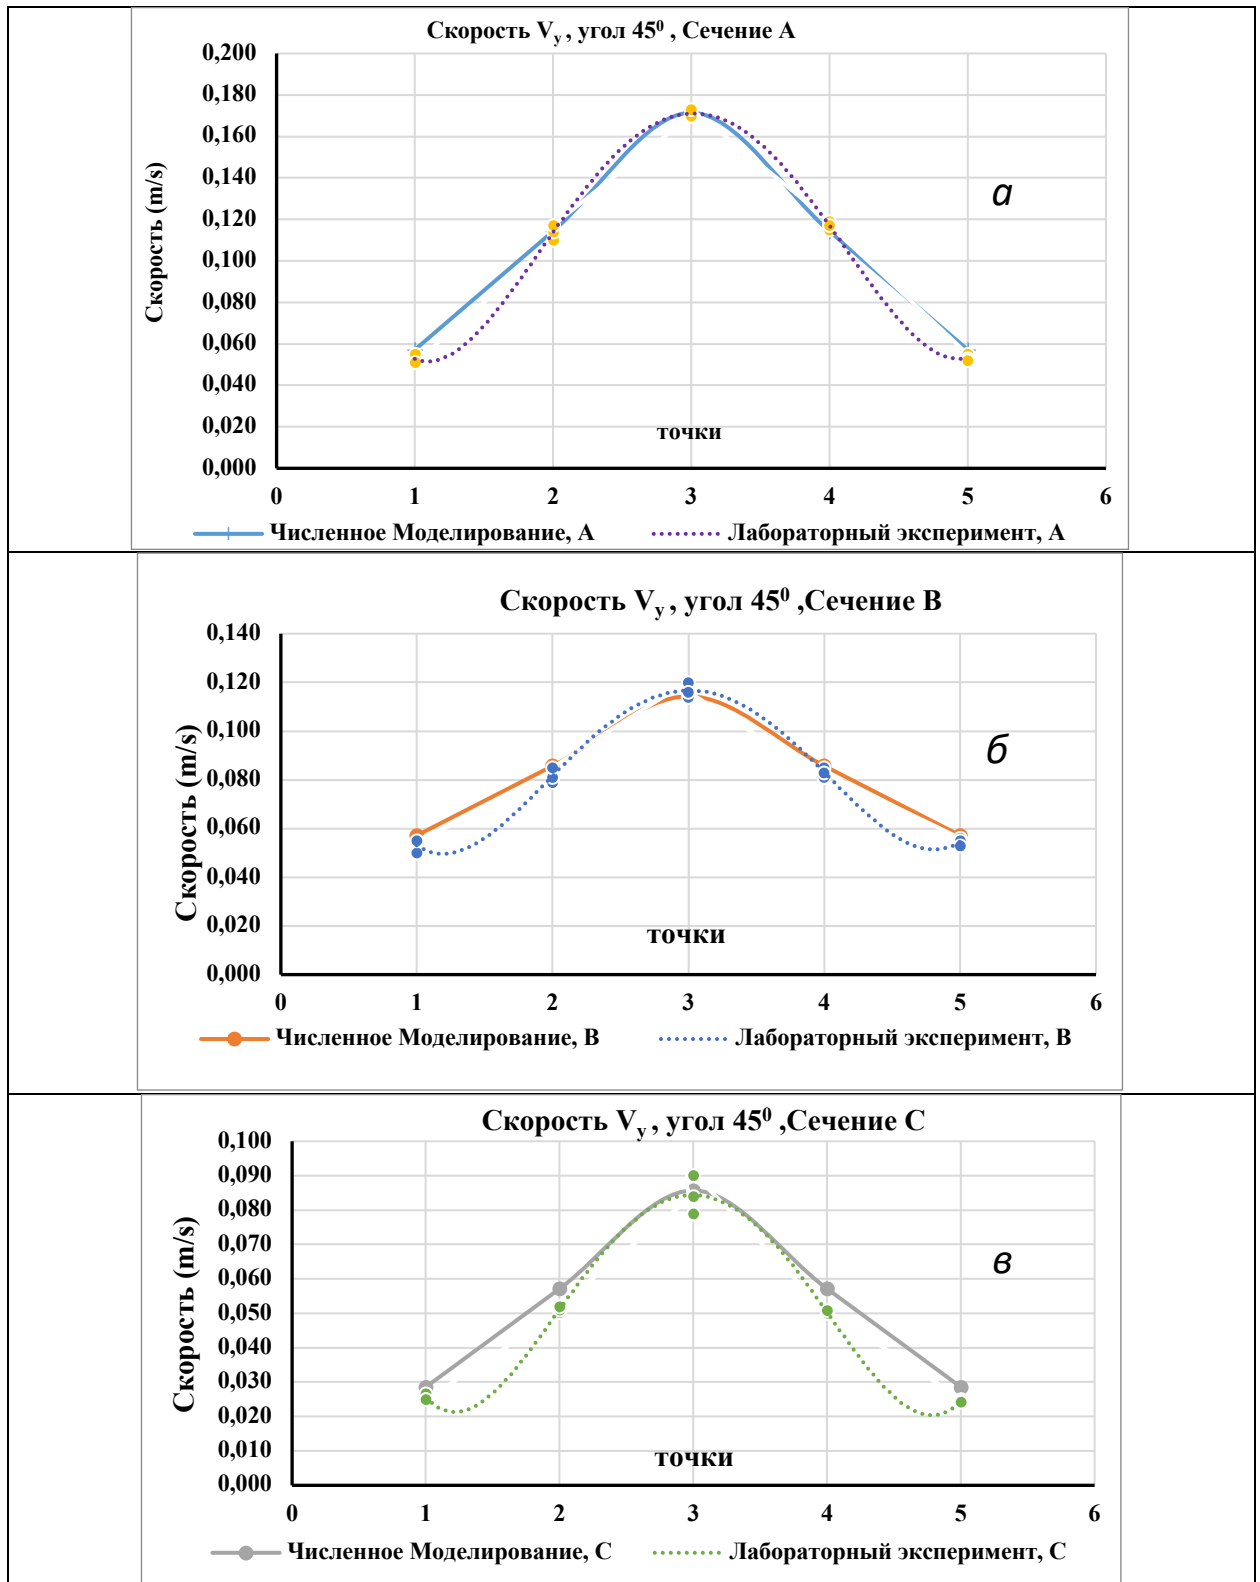 Скорость Vy , угол 45⁰ , Сечение А
0,200
0,180
0,160
0,140
0,120
0,100
0,080
0,060
0,040
0,020
0,000
Скорость (m/s)
а
точки
0 1 2 3 4 5 6
Численное Моделирование, А Лабораторный эксперимент, А
Скорость Vy , угол 45⁰ ,Сечение В
0,140
0,120
0,100
0,080
0,060
0,040
0,020
0,000
Скорость (m/s)
б
точки
0 1 2 3 4 5 6
Численное Моделирование, В Лабораторный эксперимент, В
Скорость Vy , угол 45⁰ ,Сечение С
0,100
0,090
0,080
0,070
0,060
0,050
0,040
0,030
0,020
0,010
0,000
Скорость (m/s)
в
точки
0 1 2 3 4 5 6
Численное Моделирование, С Лабораторный эксперимент, С